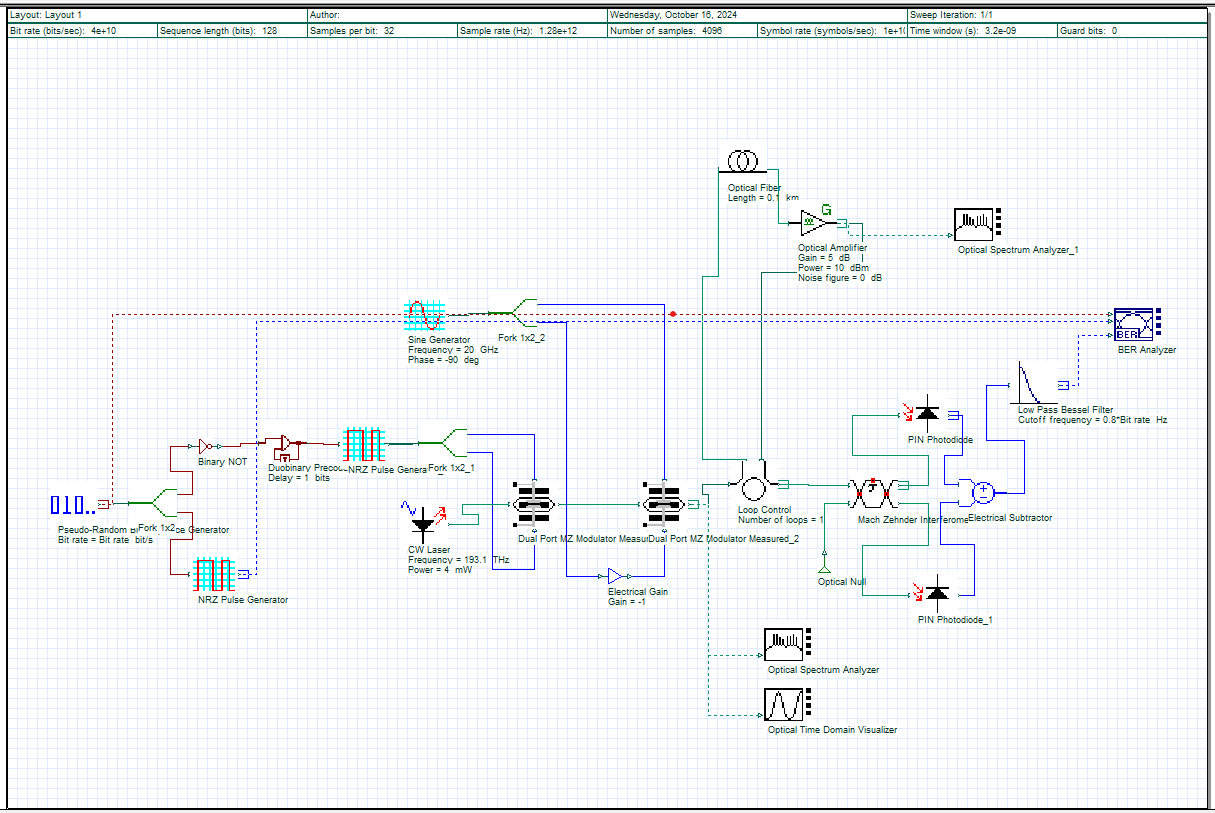 Layout: Layout 1
Author:
Wednesday, October 16, 2024
Sweep Iteration: 1/1
Bit rate (bits/sec): 4e+10
Sequence length (bits): 128
Samples per bit: 32
Sample rate (Hz): 1.28e+12
Number of samples: 4096
Symbol rate (symbols/sec): 1e+1(
Time window (s): 3.2e-09
Guard bits: 0
Optical Fiber
Length = 0.1 km
G
Optical Amplifier
Gain = 5 dB
Power = 10 dBm
Noise figure = 0 dB
Optical Spectrum Analyzer_1
Sine Generator
Frequency = 20 GHz
Phase = -90 deg
Fork 1x2_2
BER
BER Analyzer
Low Pass Bessel Filter
Cutoff frequency = 0.8*Bit rate Hz
PIN Photodiode
Binary NOT
Duobinary Precoc
Delay = 1 bits
NRZ Pulse Genera
Fork 1x2_1
010..
Pseudo-Random Bi
Fork 1x2
ce Generator
Bit rate = Bit rate bit/s
CW Laser
Frequency = 193.1 THz
Power = 4 mW
Dual Port MZ Modulator Measur
Dual Port MZ Modulator Measured_2
Loop Control
Number of loops = 1
Mach Zehnder Interferome
Electrical Subtractor
Optical Null
NRZ Pulse Generator
Electrical Gain
Gain = -1
PIN Photodiode_1
Optical Spectrum Analyzer
Optical Time Domain Visualizer